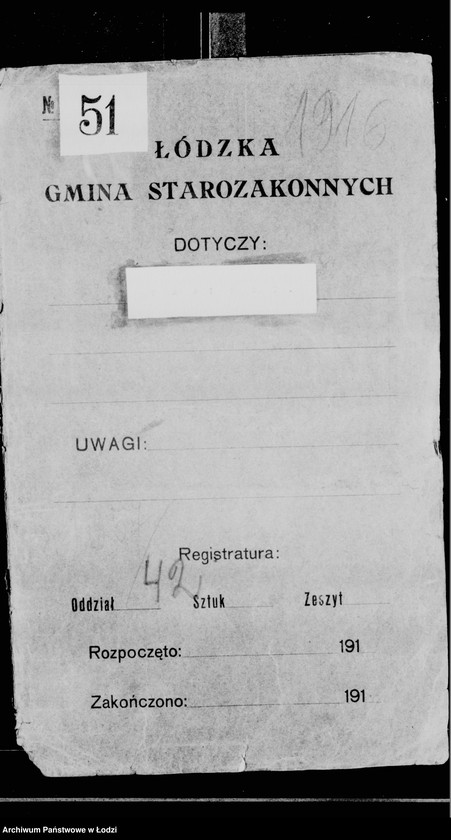 № 51
1916
ŁÓDZKA
GMINA STAROZAKONNYCH
DOTYCZY:
UWAGI:
Registratura:
42
Oddział Sztuk Zeszyt
Rozpoczęto: 191
Zakończono: 191
Archiwum Państwowe w Łodzi